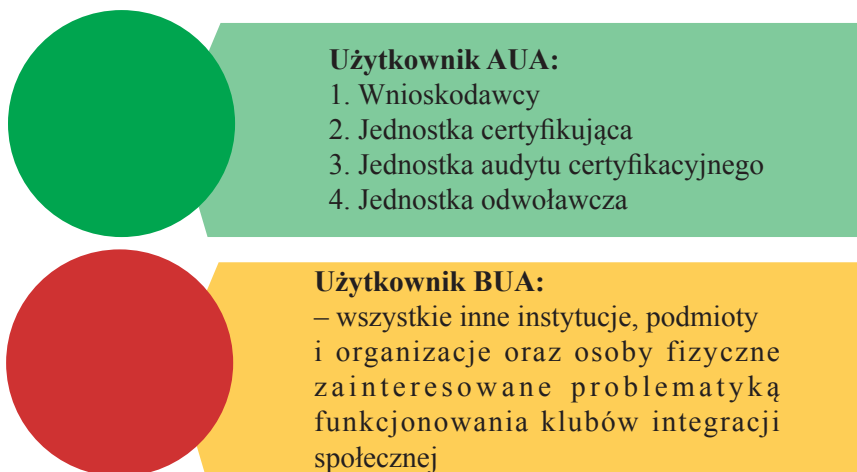 Użytkownik AUA:
1. Wnioskodawcy
2. Jednostka certyfikująca
3. Jednostka audytu certyfikacyjnego
4. Jednostka odwoławcza
Użytkownik BUA:
– wszystkie inne instytucje, podmioty
i organizacje oraz osoby fizyczne
zainteresowane problematyką
funkcjonowania klubów integracji
społecznej